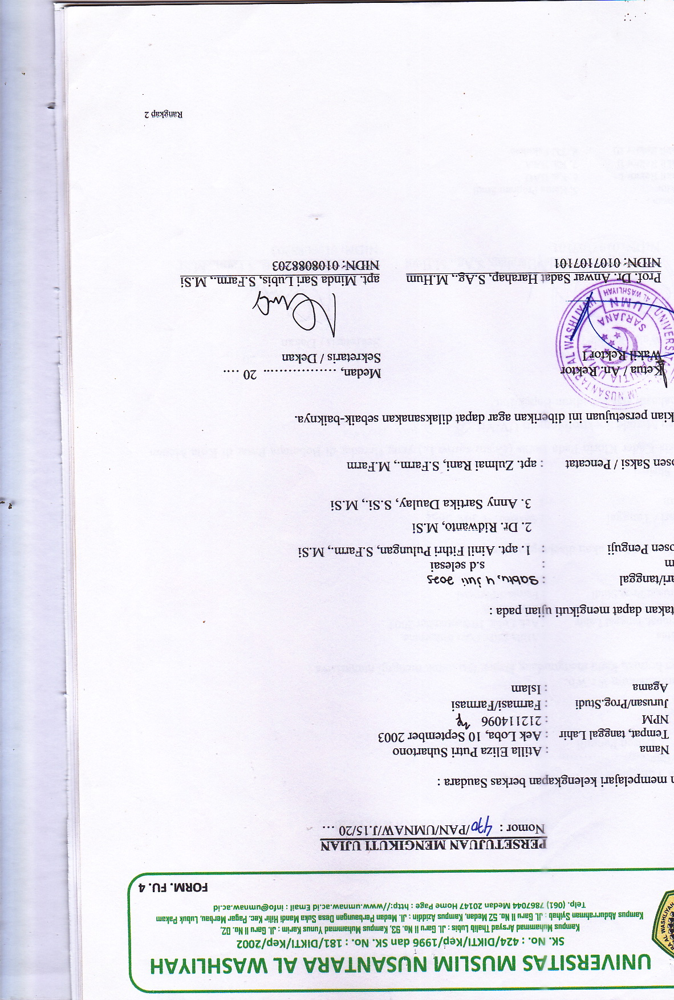 UNIVERSITAS MUSLIM NUSANTARA AL WASHLIYAH
SK. No. : 424/DIKTI/Kep/1996 dan SK. No. : 181/DIKTI/Kep/2002
Kampus Muhammad Arsyad Thalib Lubis : Jl. Garu II No. 93, Kampus Muhammad Yunus Karim : Jl. Garu II No. 02,
Kampus Abdurrahman Syihab : Jl. Garu II No. 52 Medan, Kampus Aziddin : Jl. Medan Perbaungan Desa Suka Mandi Hilir Kec. Pagar Merbau, Lubuk Pakam
Telp. (061) 7867044 Medan 20147 Home Page : http://www.umnaw.ac.id Email : info@umnaw.ac.id
FORM. FU. 4
PERSETUJUAN MENGIKUTI UJIAN
Nomor : 470/PAN/UMNAW/J.15/20 ...
mempelajari kelengkapan berkas Saudara :
Nama : Atilla Eliza Putri Suhartono
Tempat, tanggal Lahir : Aek Loba, 10 September 2003
NPM : 212114096
Jurusan/Prog.Studi : Farmasi/Farmasi
Agama : Islam
takan dapat mengikuti ujian pada :
ari/tanggal : Sabtu, 4 juli 2025
m : s.d selesai
osen Penguji : 1. apt. Ainil Fithri Pulungan, S.Farm., M.Si
2. Dr. Ridwanto, M.Si
3. Anny Sartika Daulay, S.Si., M.Si
osen Saksi / Pencatat : apt. Zulmai Rani, S.Farm., M.Farm
kian persetujuan ini diberikan agar dapat dilaksanakan sebaik-baiknya.
Medan, .................. 20 ....
Ketua / An. Rektor Sekretaris / Dekan
Wakil Rektor I
UMN
SARJANA
AL WASHLIYAH
Prof. Dr. Anwar Sadat Harahap, S.Ag., M.Hum apt. Minda Sari Lubis, S.Farm., M.Si
NIDN: 0107107101 NIDN: 0108088203
Rangkap 2